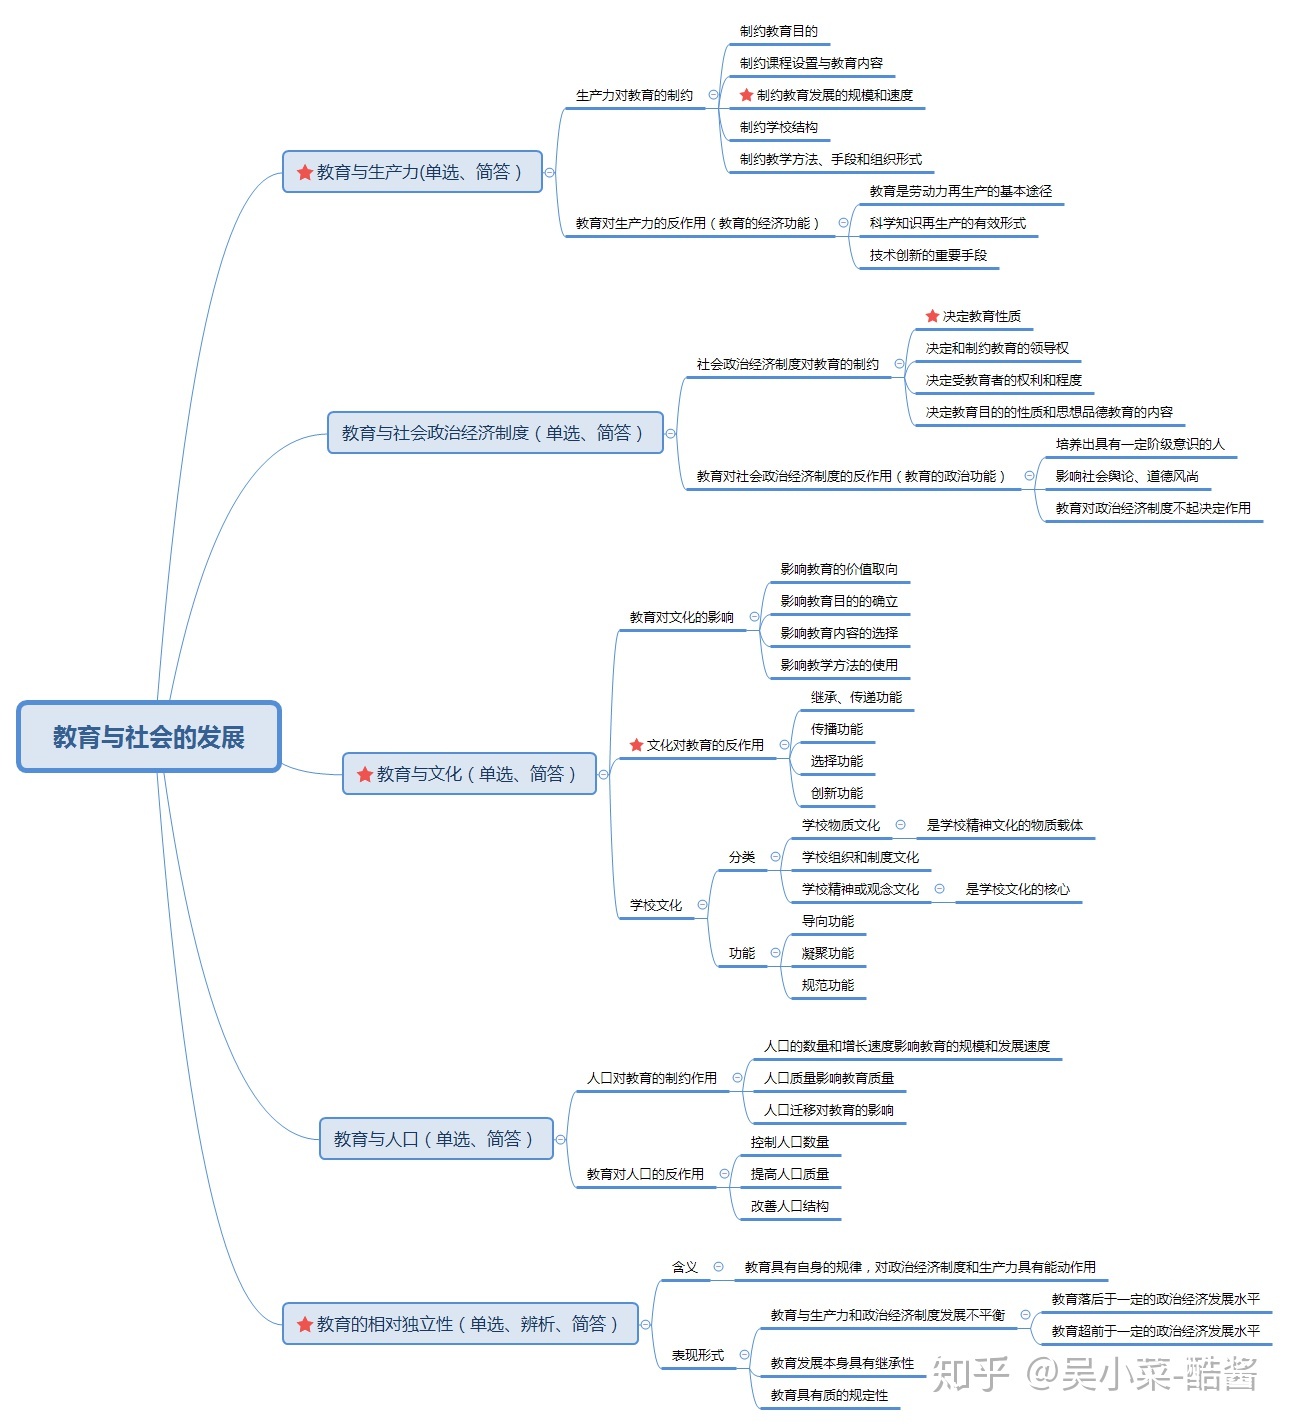 教育与社会的发展
教育与生产力(单选、简答）
生产力对教育的制约
制约教育目的
制约课程设置与教育内容
制约教育发展的规模和速度
制约学校结构
制约教学方法、手段和组织形式
教育对生产力的反作用（教育的经济功能）
教育是劳动力再生产的基本途径
科学知识再生产的有效形式
技术创新的重要手段
教育与社会政治经济制度（单选、简答）
社会政治经济制度对教育的制约
决定教育性质
决定和制约教育的领导权
决定受教育者的权利和程度
决定教育目的的性质和思想品德教育的内容
教育对社会政治经济制度的反作用（教育的政治功能）
培养出具有一定阶级意识的人
影响社会舆论、道德风尚
教育对政治经济制度不起决定作用
教育与文化（单选、简答）
教育对文化的影响
影响教育的价值取向
影响教育目的的确立
影响教育内容的选择
影响教学方法的使用
文化对教育的反作用
继承、传递功能
传播功能
选择功能
创新功能
学校文化
分类
学校物质文化
是学校精神文化的物质载体
学校组织和制度文化
学校精神或观念文化
是学校文化的核心
功能
导向功能
凝聚功能
规范功能
教育与人口（单选、简答）
人口对教育的制约作用
人口的数量和增长速度影响教育的规模和发展速度
人口质量影响教育质量
人口迁移对教育的影响
教育对人口的反作用
控制人口数量
提高人口质量
改善人口结构
教育的相对独立性（单选、辨析、简答）
含义
教育具有自身的规律，对政治经济制度和生产力具有能动作用
表现形式
教育与生产力和政治经济制度发展不平衡
教育落后于一定的政治经济发展水平
教育超前于一定的政治经济发展水平
教育发展本身具有继承性
教育具有质的规定性
知乎 @吴小菜-酷酱